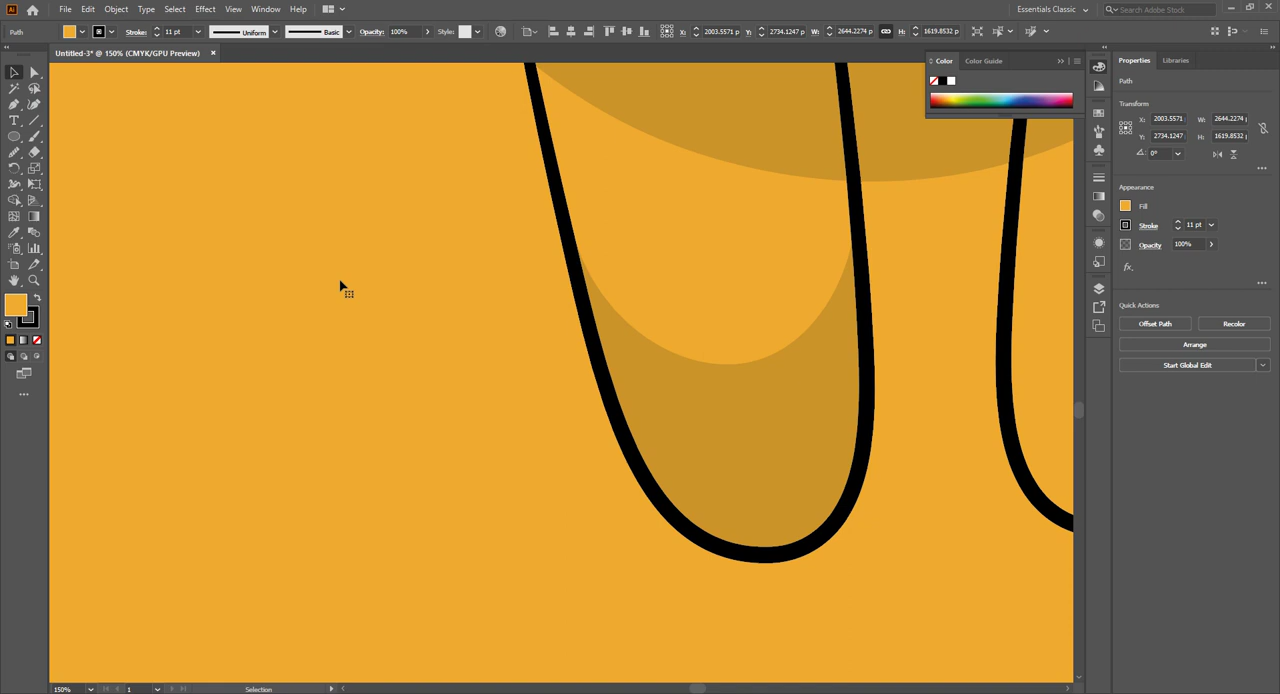 Ai File Edit Object Type Select Effect View Window Help Essentials Classic Search Adobe Stock
Path Stroke: 11 pt Uniform Basic Opacity: 100% Style: X: 2003.5571 Y: 2734.1247 W: 2644.2274 p H: 1619.8532 p
Untitled-3* @ 150% (CMYK/GPU Preview)
Color Color Guide
Properties Libraries
Path
Transform
X: 2003.5571 W: 2644.2274
Y: 2734.1247 H: 1619.8532
0°
Appearance
Fill
Stroke 11 pt
Opacity 100%
fx.
Quick Actions
Offset Path Recolor
Arrange
Start Global Edit
150% 1 Selection